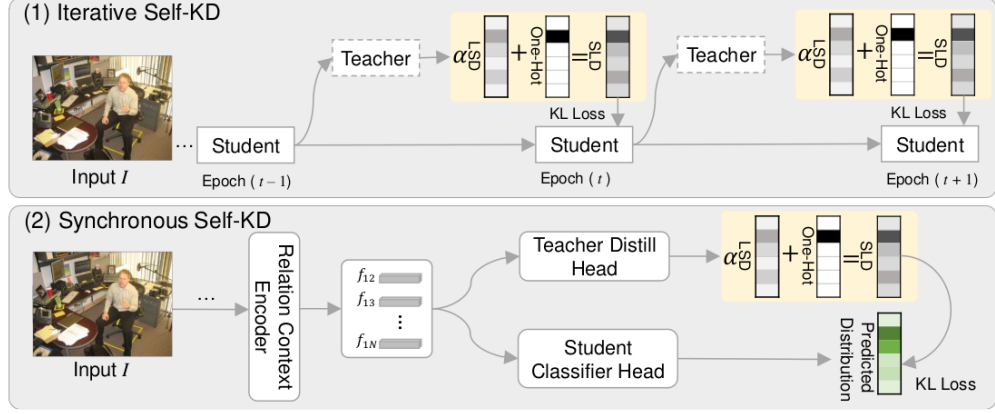 (1) Iterative Self-KD
Input I
...
Student
Epoch ( t – 1)
Teacher
α LSD + One-Hot = SLD
KL Loss
Student
Epoch ( t )
Teacher
α LSD + One-Hot = SLD
KL Loss
Student
Epoch ( t + 1)
(2) Synchronous Self-KD
Input I
...
Relation Context
Encoder
f12
f13
⋮
f1N
Teacher Distill
Head
Student
Classifier Head
α LSD + One-Hot = SLD
Predicted
Distribution
KL Loss